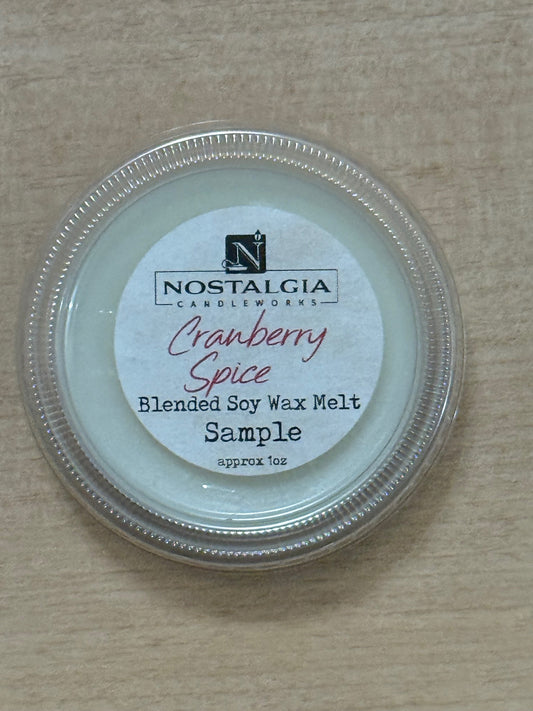 N
NOSTALGIA
CANDLEWORKS
Cranberry
Spice
Blended Soy Wax Melt
Sample
approx 1oz